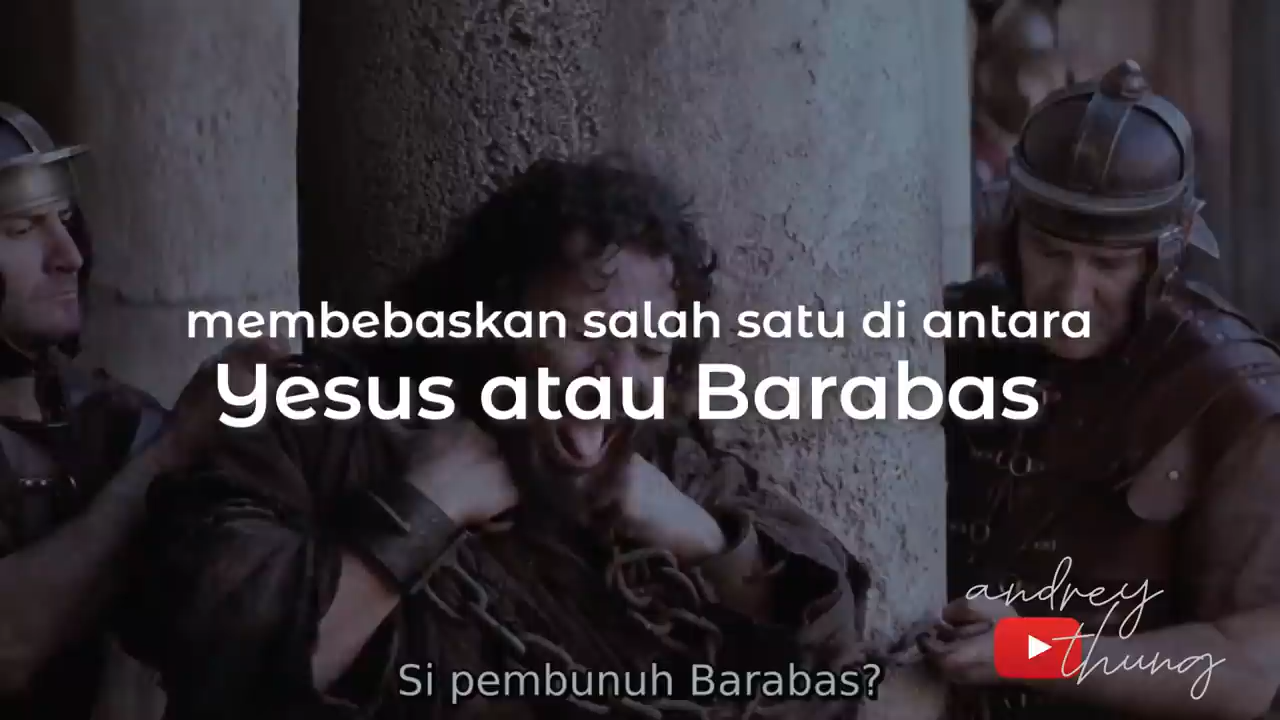 membebaskan salah satu di antara
Yesus atau Barabas
andrey
thung
Si pembunuh Barabas?